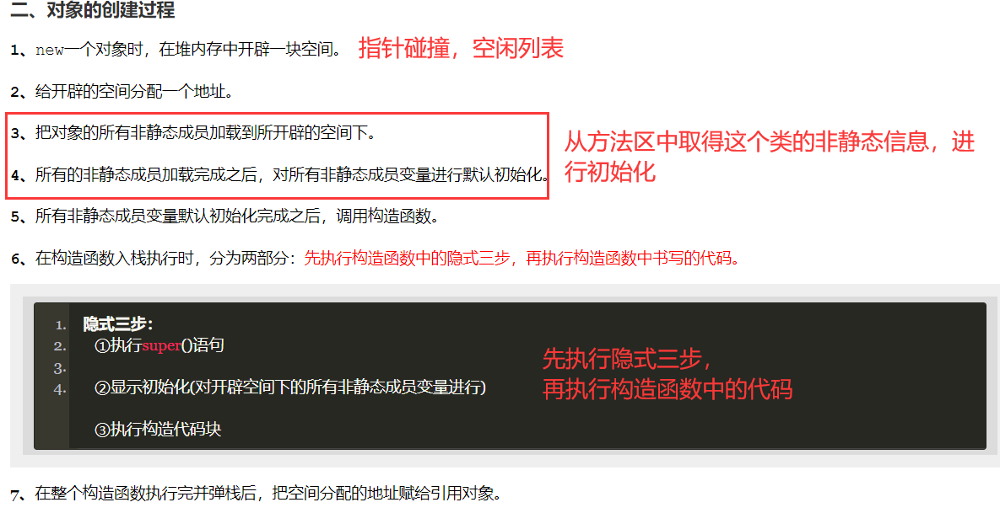 二、对象的创建过程
1、new一个对象时，在堆内存中开辟一块空间。 指针碰撞，空闲列表
2、给开辟的空间分配一个地址。
3、把对象的所有非静态成员加载到所开辟的空间下。
4、所有的非静态成员加载完成之后，对所有非静态成员变量进行默认初始化。
从方法区中取得这个类的非静态信息，进
行初始化
5、所有非静态成员变量默认初始化完成之后，调用构造函数。
6、在构造函数入栈执行时，分为两部分：先执行构造函数中的隐式三步，再执行构造函数中书写的代码。
1. 隐式三步：
2. ①执行super()语句
3.
4. ②显示初始化(对开辟空间下的所有非静态成员变量进行)
③执行构造代码块
先执行隐式三步，
再执行构造函数中的代码
7、在整个构造函数执行完并弹栈后，把空间分配的地址赋给引用对象。